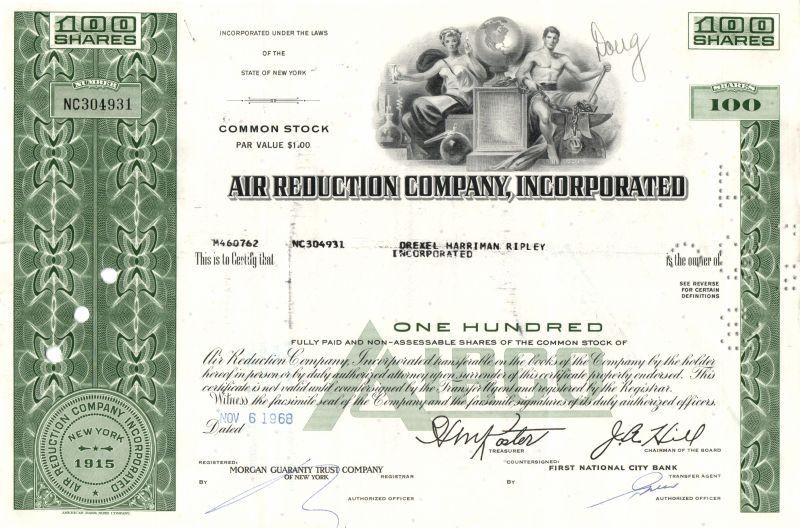 100
SHARES
100
SHARES
INCORPORATED UNDER THE LAWS
OF THE
STATE OF NEW YORK
Doug
NUMBER
NC304931
SHARES
100
COMMON STOCK
PAR VALUE $1.00
AIR REDUCTION COMPANY, INCORPORATED
M460762 NC304931 DREXEL HARRIMAN RIPLEY
INCORPORATED
This is to Certify that is the owner of
SEE REVERSE
FOR CERTAIN
DEFINITIONS
ONE HUNDRED
FULLY PAID AND NON-ASSESSABLE SHARES OF THE COMMON STOCK OF
AIRCO
Air Reduction Company, Incorporated transferable on the books of the Company by the holder
hereof in person or by duly authorized attorney upon surrender of this certificate properly endorsed. This
certificate is not valid until countersigned by the Transfer Agent and registered by the Registrar.
Witness the facsimile seal of the Company and the facsimile signatures of its duly authorized officers.
Dated NOV 6 1968
TREASURER
J.A. Hill
CHAIRMAN OF THE BOARD
AIR REDUCTION COMPANY INCORPORATED
NEW YORK
1915
REGISTERED:
MORGAN GUARANTY TRUST COMPANY
OF NEW YORK
REGISTRAR
BY
AUTHORIZED OFFICER
COUNTERSIGNED:
FIRST NATIONAL CITY BANK
TRANSFER AGENT
BY
AUTHORIZED OFFICER
AMERICAN BANK NOTE COMPANY